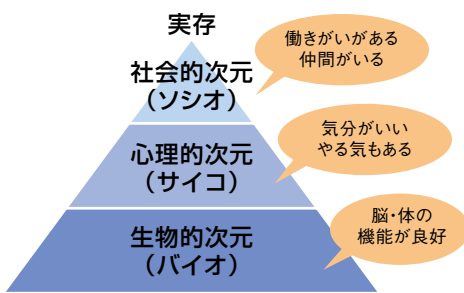 実存
社会的次元
（ソシオ）
働きがいがある
仲間がいる
心理的次元
（サイコ）
気分がいい
やる気もある
生物的次元
（バイオ）
脳・体の
機能が良好